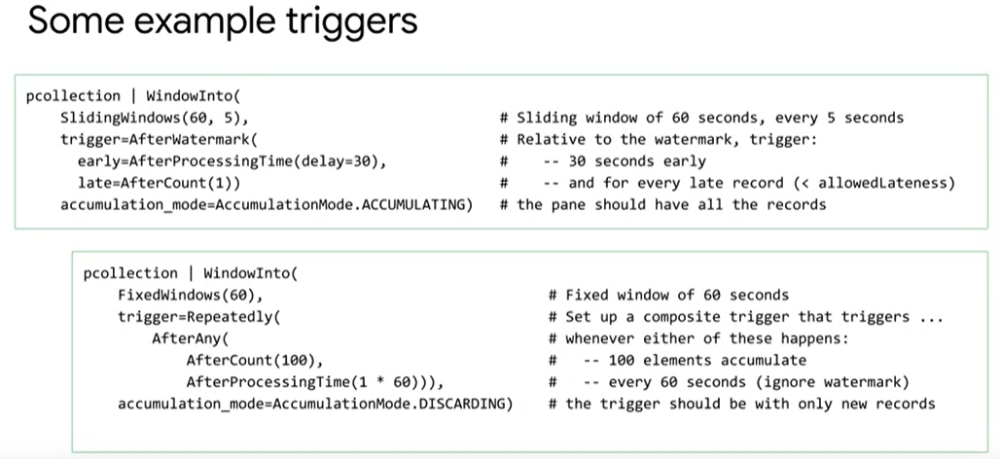 Some example triggers
pcollection | WindowInto(
SlidingWindows(60, 5), # Sliding window of 60 seconds, every 5 seconds
trigger=AfterWatermark( # Relative to the watermark, trigger:
early=AfterProcessingTime(delay=30), # -- 30 seconds early
late=AfterCount(1)) # -- and for every late record (< allowedLateness)
accumulation_mode=AccumulationMode.ACCUMULATING) # the pane should have all the records
pcollection | WindowInto(
FixedWindows(60), # Fixed window of 60 seconds
trigger=Repeatedly( # Set up a composite trigger that triggers ...
AfterAny( # whenever either of these happens:
AfterCount(100), # -- 100 elements accumulate
AfterProcessingTime(1 * 60))), # -- every 60 seconds (ignore watermark)
accumulation_mode=AccumulationMode.DISCARDING) # the trigger should be with only new records